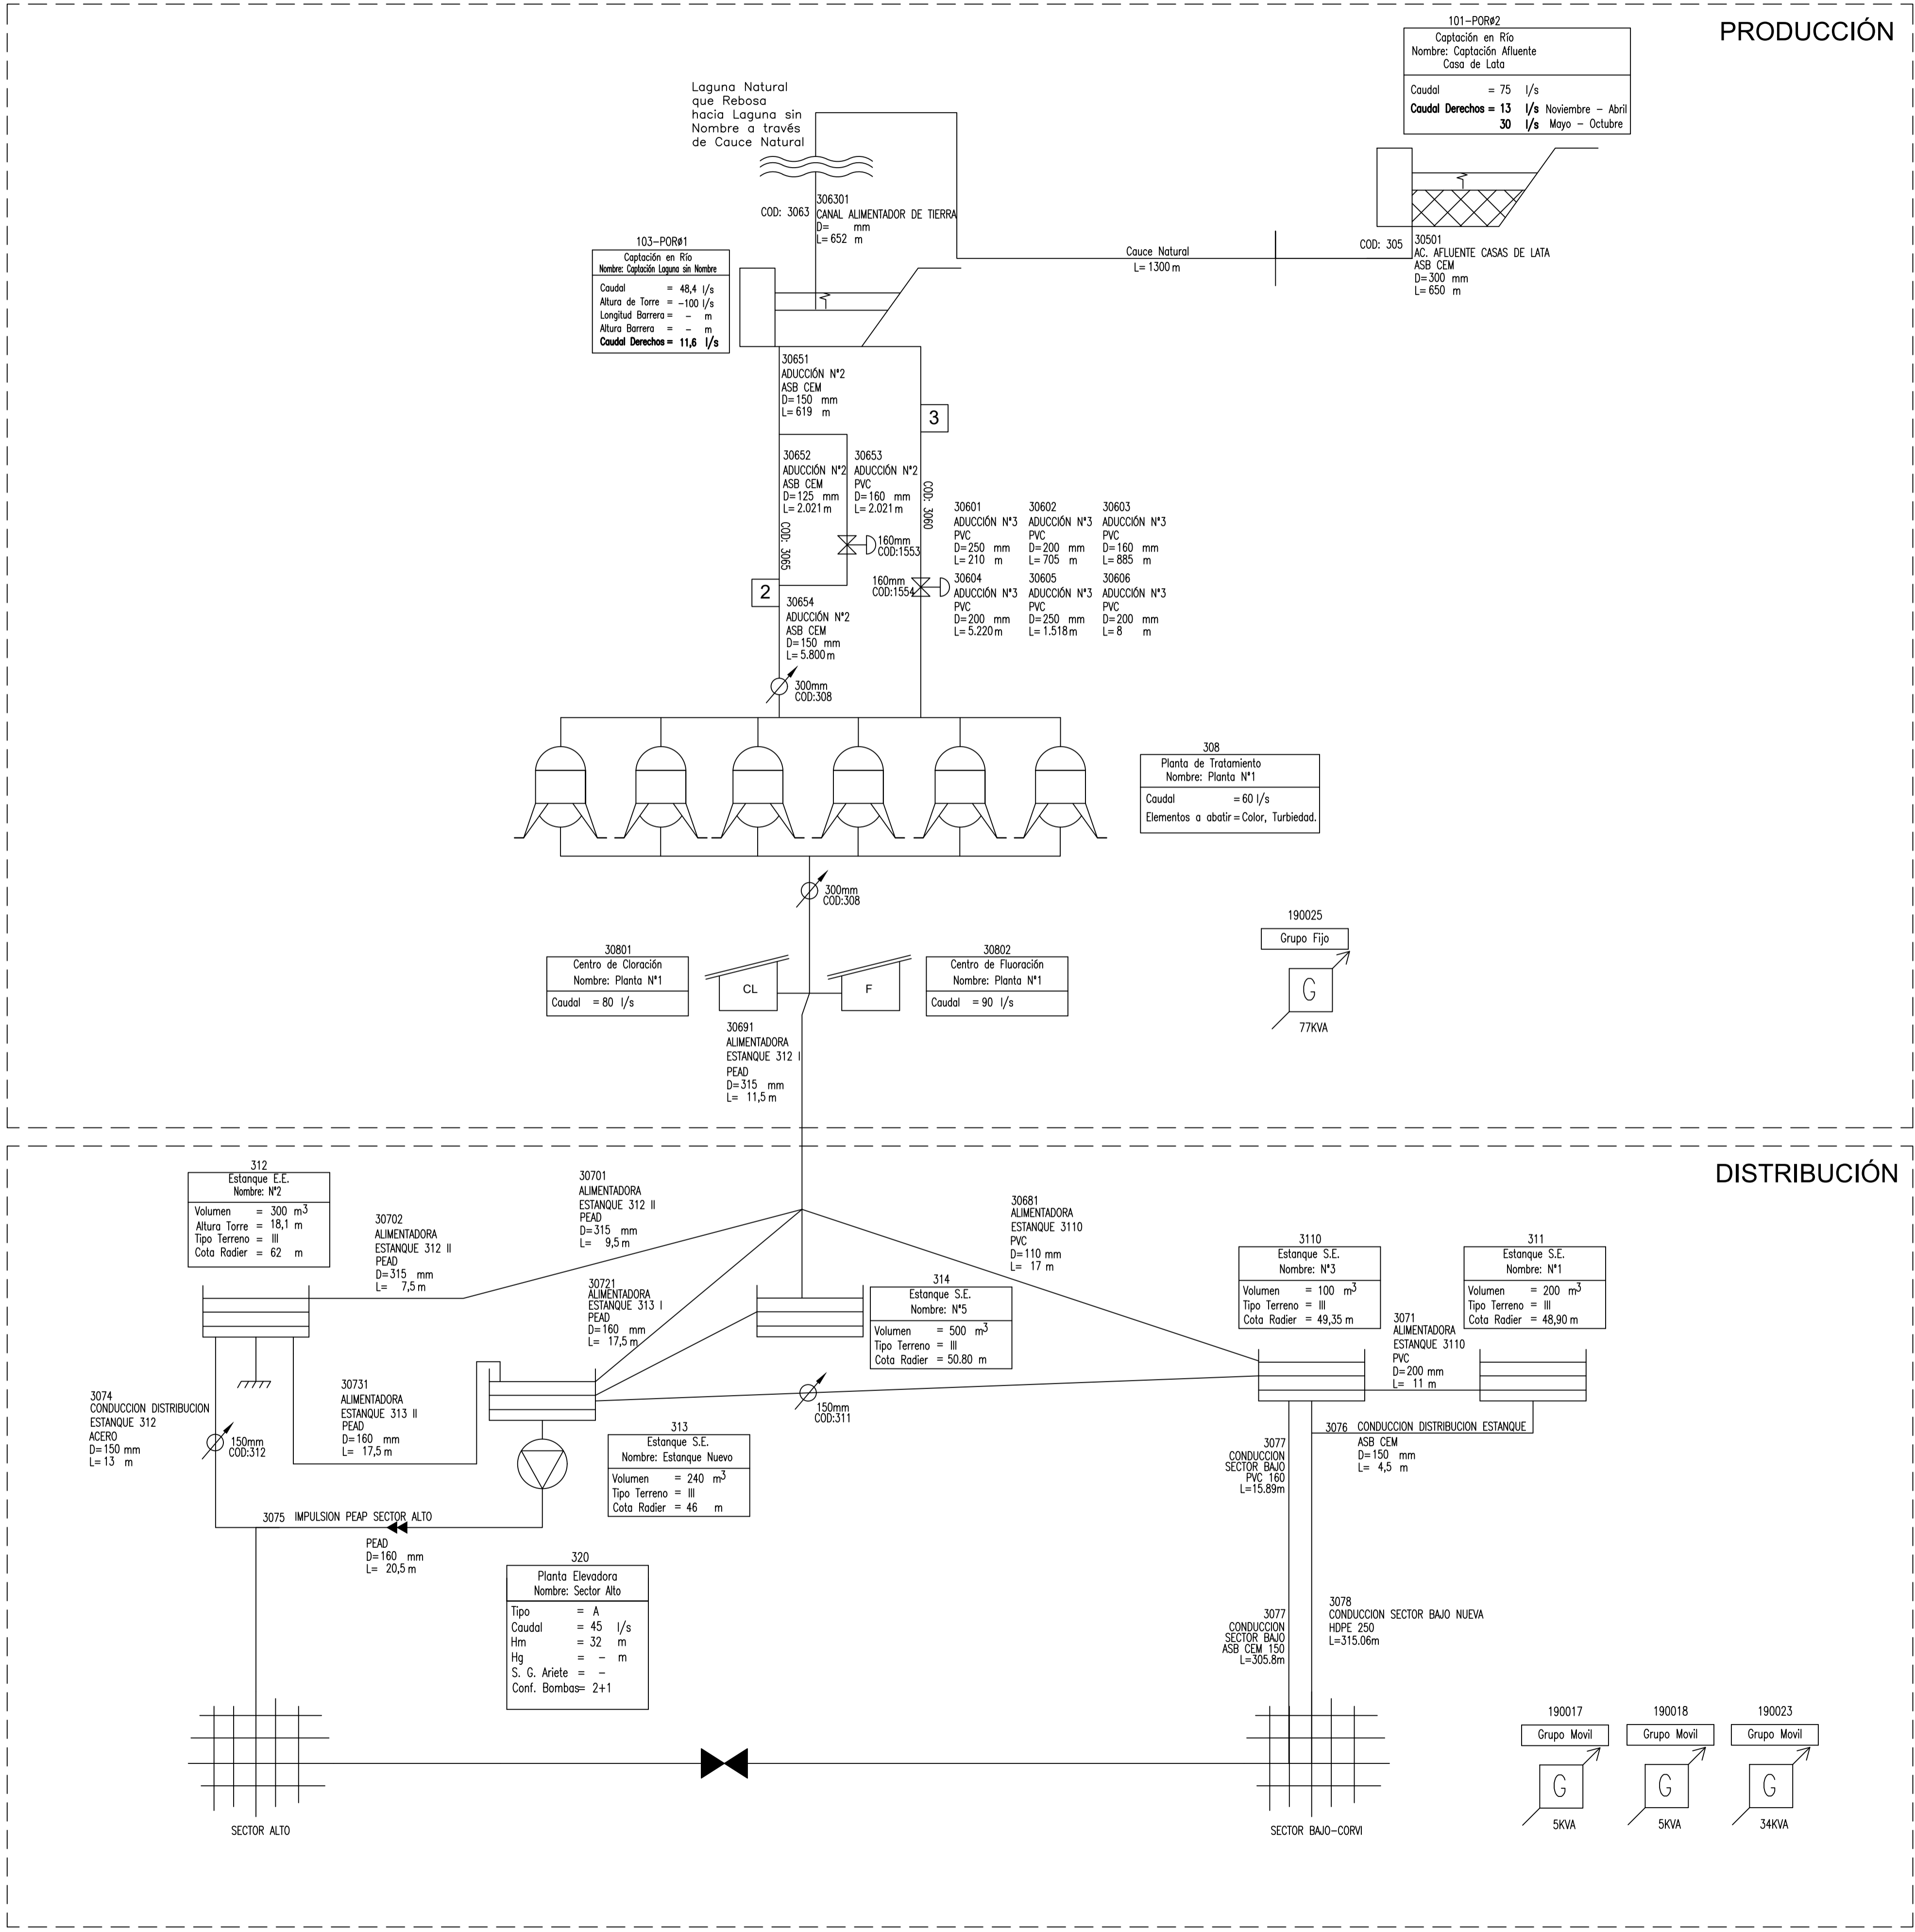 PRODUCCIÓN
101-PORØ2
Captación en Río
Nombre: Captación Afluente
Casa de Lata
Caudal = 75 l/s
Caudal Derechos = 13 l/s Noviembre - Abril
30 l/s Mayo - Octubre
Laguna Natural
que Rebosa
hacia Laguna sin
Nombre a través
de Cauce Natural
COD: 3063
306301
CANAL ALIMENTADOR DE TIERRA
D= mm
L= 652 m
Cauce Natural
L= 1300 m
COD: 305
30501
AC. AFLUENTE CASAS DE LATA
ASB CEM
D=300 mm
L= 650 m
103-PORØ1
Captación en Río
Nombre: Captación Laguna sin Nombre
Caudal = 48,4 l/s
Altura de Torre = -100 l/s
Longitud Barrera = - m
Altura Barrera = - m
Caudal Derechos = 11,6 l/s
30651
ADUCCIÓN N°2
ASB CEM
D=150 mm
L= 619 m
3
30652
ADUCCIÓN N°2
ASB CEM
D=125 mm
L= 2.021 m
30653
ADUCCIÓN N°2
PVC
D=160 mm
L= 2.021 m
COD: 3060
COD: 3065
160mm
COD:1553
160mm
COD:1554
30601
ADUCCIÓN N°3
PVC
D=250 mm
L= 210 m
30602
ADUCCIÓN N°3
PVC
D=200 mm
L= 705 m
30603
ADUCCIÓN N°3
PVC
D=160 mm
L= 885 m
30604
ADUCCIÓN N°3
PVC
D=200 mm
L= 5.220 m
30605
ADUCCIÓN N°3
PVC
D=250 mm
L= 1.518 m
30606
ADUCCIÓN N°3
PVC
D=200 mm
L= 8 m
2
30654
ADUCCIÓN N°2
ASB CEM
D=150 mm
L= 5.800 m
300mm
COD:308
308
Planta de Tratamiento
Nombre: Planta N°1
Caudal = 60 l/s
Elementos a abatir = Color, Turbiedad.
300mm
COD:308
30801
Centro de Cloración
Nombre: Planta N°1
Caudal = 80 l/s
CL
F
30802
Centro de Fluoración
Nombre: Planta N°1
Caudal = 90 l/s
190025
Grupo Fijo
G
77KVA
30691
ALIMENTADORA
ESTANQUE 312 I
PEAD
D=315 mm
L= 11,5 m
DISTRIBUCIÓN
312
Estanque E.E.
Nombre: N°2
Volumen = 300 m3
Altura Torre = 18,1 m
Tipo Terreno = III
Cota Radier = 62 m
30702
ALIMENTADORA
ESTANQUE 312 II
PEAD
D=315 mm
L= 7,5 m
30701
ALIMENTADORA
ESTANQUE 312 II
PEAD
D=315 mm
L= 9,5 m
30721
ALIMENTADORA
ESTANQUE 313 I
PEAD
D=160 mm
L= 17,5 m
30681
ALIMENTADORA
ESTANQUE 3110
PVC
D=110 mm
L= 17 m
314
Estanque S.E.
Nombre: N°5
Volumen = 500 m3
Tipo Terreno = III
Cota Radier = 50.80 m
3110
Estanque S.E.
Nombre: N°3
Volumen = 100 m3
Tipo Terreno = III
Cota Radier = 49,35 m
311
Estanque S.E.
Nombre: N°1
Volumen = 200 m3
Tipo Terreno = III
Cota Radier = 48,90 m
3071
ALIMENTADORA
ESTANQUE 3110
PVC
D=200 mm
L= 11 m
3074
CONDUCCION DISTRIBUCION
ESTANQUE 312
ACERO
D=150 mm
L= 13 m
150mm
COD:312
30731
ALIMENTADORA
ESTANQUE 313 II
PEAD
D=160 mm
L= 17,5 m
150mm
COD:311
313
Estanque S.E.
Nombre: Estanque Nuevo
Volumen = 240 m3
Tipo Terreno = III
Cota Radier = 46 m
3076 CONDUCCION DISTRIBUCION ESTANQUE
ASB CEM
D=150 mm
L= 4,5 m
3077
CONDUCCION
SECTOR BAJO
PVC 160
L=15.89m
3075 IMPULSION PEAP SECTOR ALTO
PEAD
D=160 mm
L= 20,5 m
320
Planta Elevadora
Nombre: Sector Alto
Tipo = A
Caudal = 45 l/s
Hm = 32 m
Hg = - m
S. G. Ariete = -
Conf. Bombas= 2+1
3077
CONDUCCION
SECTOR BAJO
ASB CEM 150
L=305.8m
3078
CONDUCCION SECTOR BAJO NUEVA
HDPE 250
L=315.06m
SECTOR ALTO
SECTOR BAJO-CORVI
190017
Grupo Movil
G
5KVA
190018
Grupo Movil
G
5KVA
190023
Grupo Movil
G
34KVA